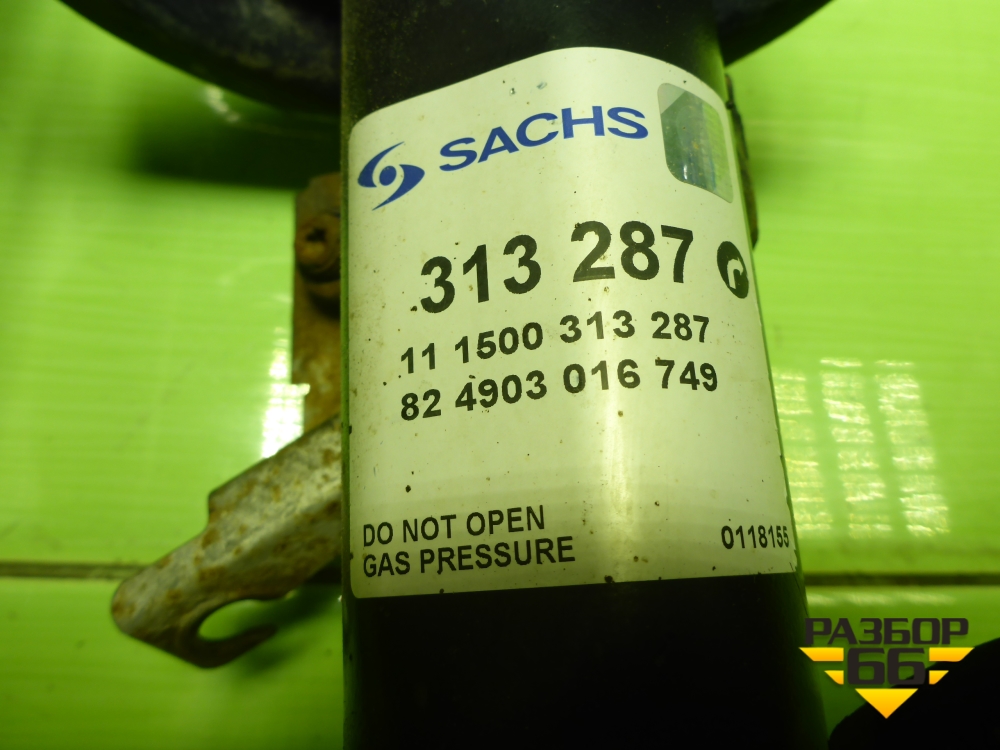 SACHS
313 287 r
11 1500 313 287
82 4903 016 749
DO NOT OPEN
GAS PRESSURE
0118155
РАЗБОР
66